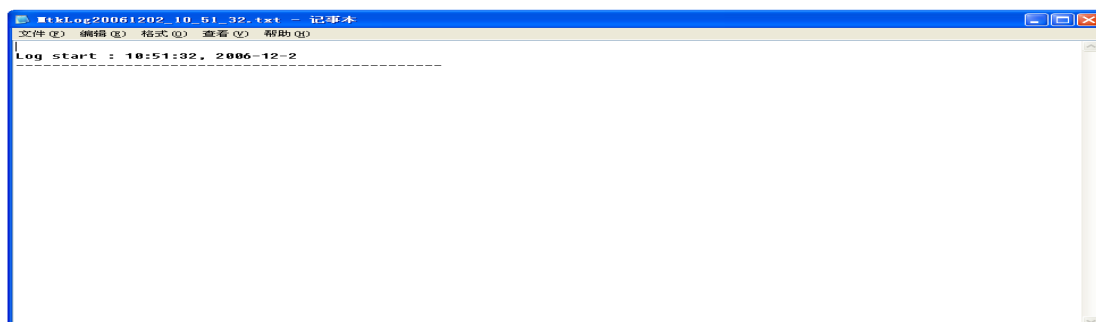 MtkLog20061202_10_51_32.txt - 记事本
文件(F) 编辑(E) 格式(O) 查看(V) 帮助(H)
Log start : 10:51:32, 2006-12-2
-----------------------------------------------